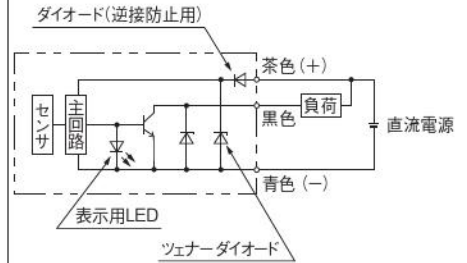 ダイオード(逆接防止用)
茶色(+)
センサ
主回路
負荷
黒色
直流電源
青色(−)
表示用LED
ツェナーダイオード